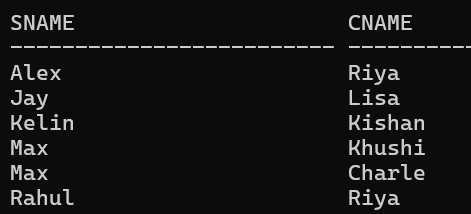 SNAME CNAME
------------------------- ----------
Alex Riya
Jay Lisa
Kelin Kishan
Max Khushi
Max Charle
Rahul Riya